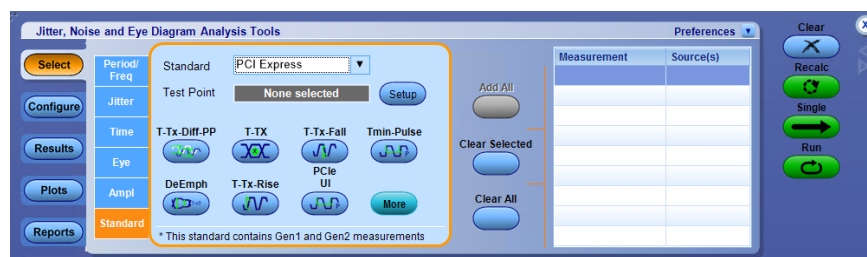 Jitter, Noise and Eye Diagram Analysis Tools
Preferences
Clear
Select
Configure
Results
Plots
Reports
Period/
Freq
Jitter
Time
Eye
Ampl
Standard
Standard
PCI Express
Test Point
None selected
Setup
T-Tx-Diff-PP
T-TX
T-Tx-Fall
Tmin-Pulse
DeEmph
T-Tx-Rise
PCIe
UI
More
* This standard contains Gen1 and Gen2 measurements
Add All
Clear Selected
Clear All
Measurement
Source(s)
Recalc
Single
Run